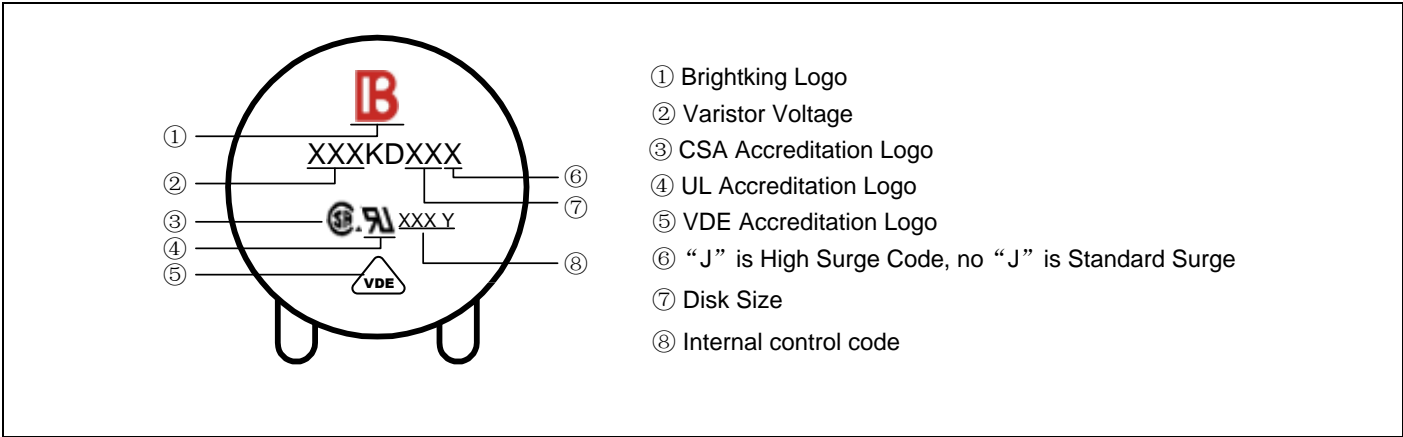 B
① 
XXXKDXXX
② 
⑥
⑦
③ 
SA XXX Y
④ 
⑧
⑤ 
VDE
① Brightking Logo
② Varistor Voltage
③ CSA Accreditation Logo
④ UL Accreditation Logo
⑤ VDE Accreditation Logo
⑥ “J” is High Surge Code, no “J” is Standard Surge
⑦ Disk Size
⑧ Internal control code